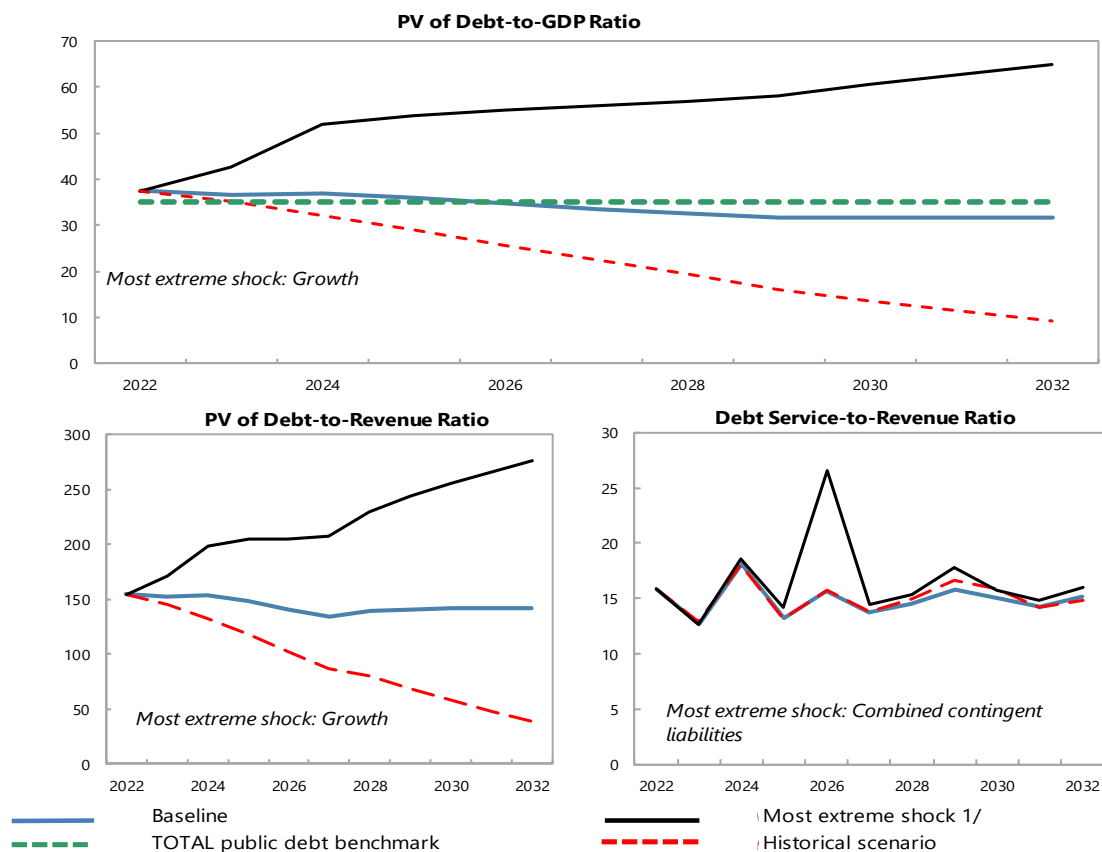 PV of Debt-to-GDP Ratio
70
60
50
40
30
20
10
0
Most extreme shock: Growth
2022 2024 2026 2028 2030 2032
PV of Debt-to-Revenue Ratio
300
250
200
150
100
50
0
Most extreme shock: Growth
2022 2024 2026 2028 2030 2032
Debt Service-to-Revenue Ratio
30
25
20
15
10
5
0
Most extreme shock: Combined contingent
liabilities
2022 2024 2026 2028 2030 2032
Baseline
TOTAL public debt benchmark
Most extreme shock 1/
Historical scenario